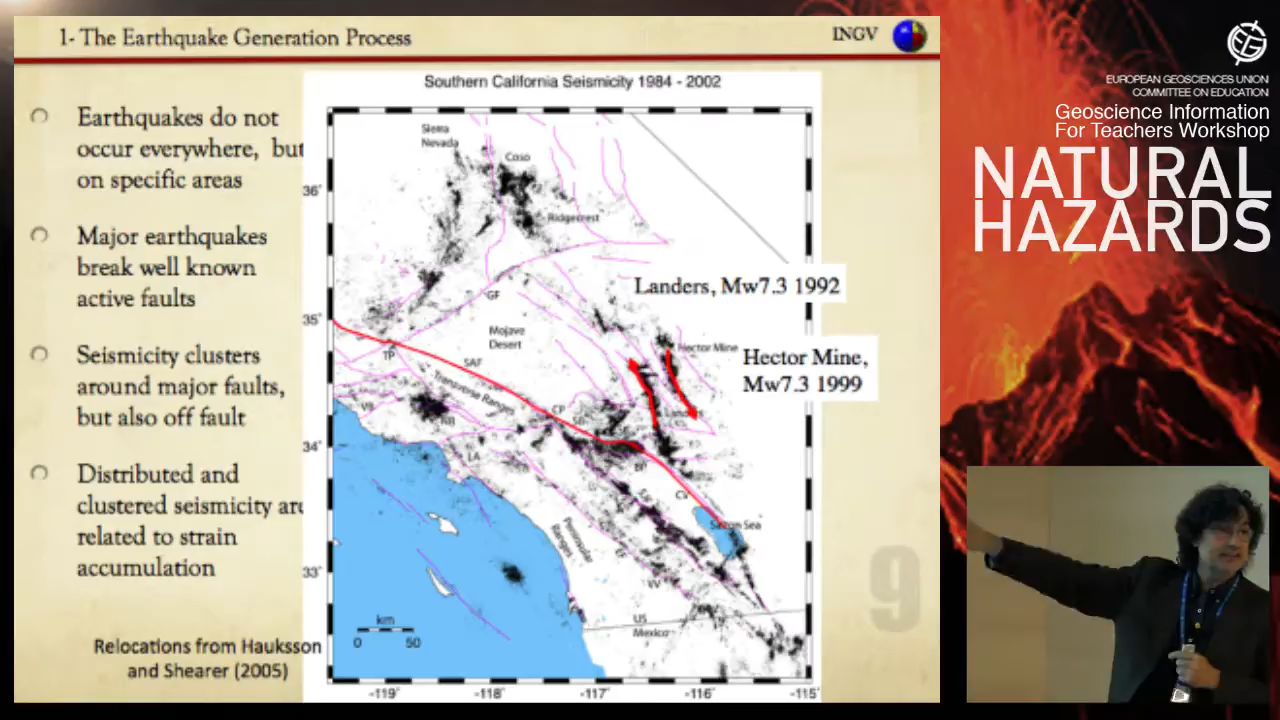 1- The Earthquake Generation Process
INGV
Southern California Seismicity 1984 - 2002
Earthquakes do not
occur everywhere, but
on specific areas
Major earthquakes
break well known
active faults
Seismicity clusters
around major faults,
but also off fault
Distributed and
clustered seismicity are
related to strain
accumulation
Relocations from Hauksson
and Shearer (2005)
36˚
35˚
34˚
33˚
Sierra
Nevada
Coso
Ridgecrest
GF
Mojave
Desert
TP
SAF
Transverse Ranges
LA
Landers, Mw7.3 1992
Hector Mine
Hector Mine,
Mw7.3 1999
Landers
CV
Salton Sea
Peninsula
Ranges
VV
US
Mexico
km
0 50
-119˚ -118˚ -117˚ -116˚ -115˚
9
EUROPEAN GEOSCIENCES UNION
COMMITTEE ON EDUCATION
Geoscience Information
For Teachers Workshop
NATURAL
HAZARDS